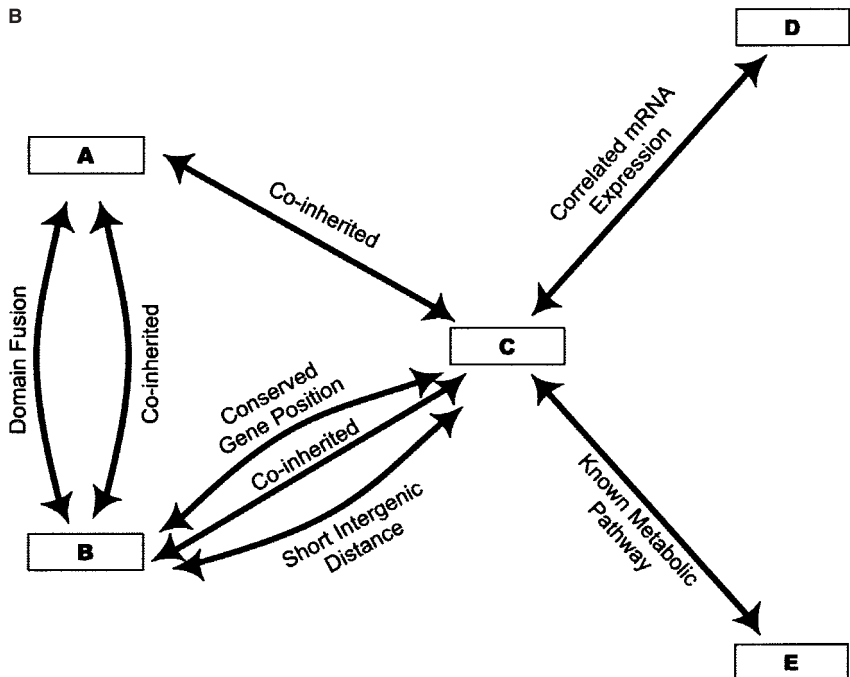 B
D
A
Correlated mRNA
Expression
Co-inherited
Domain Fusion
Co-inherited
C
Conserved
Gene Position
Co-inherited
Short Intergenic
Distance
Known Metabolic
Pathway
B
E